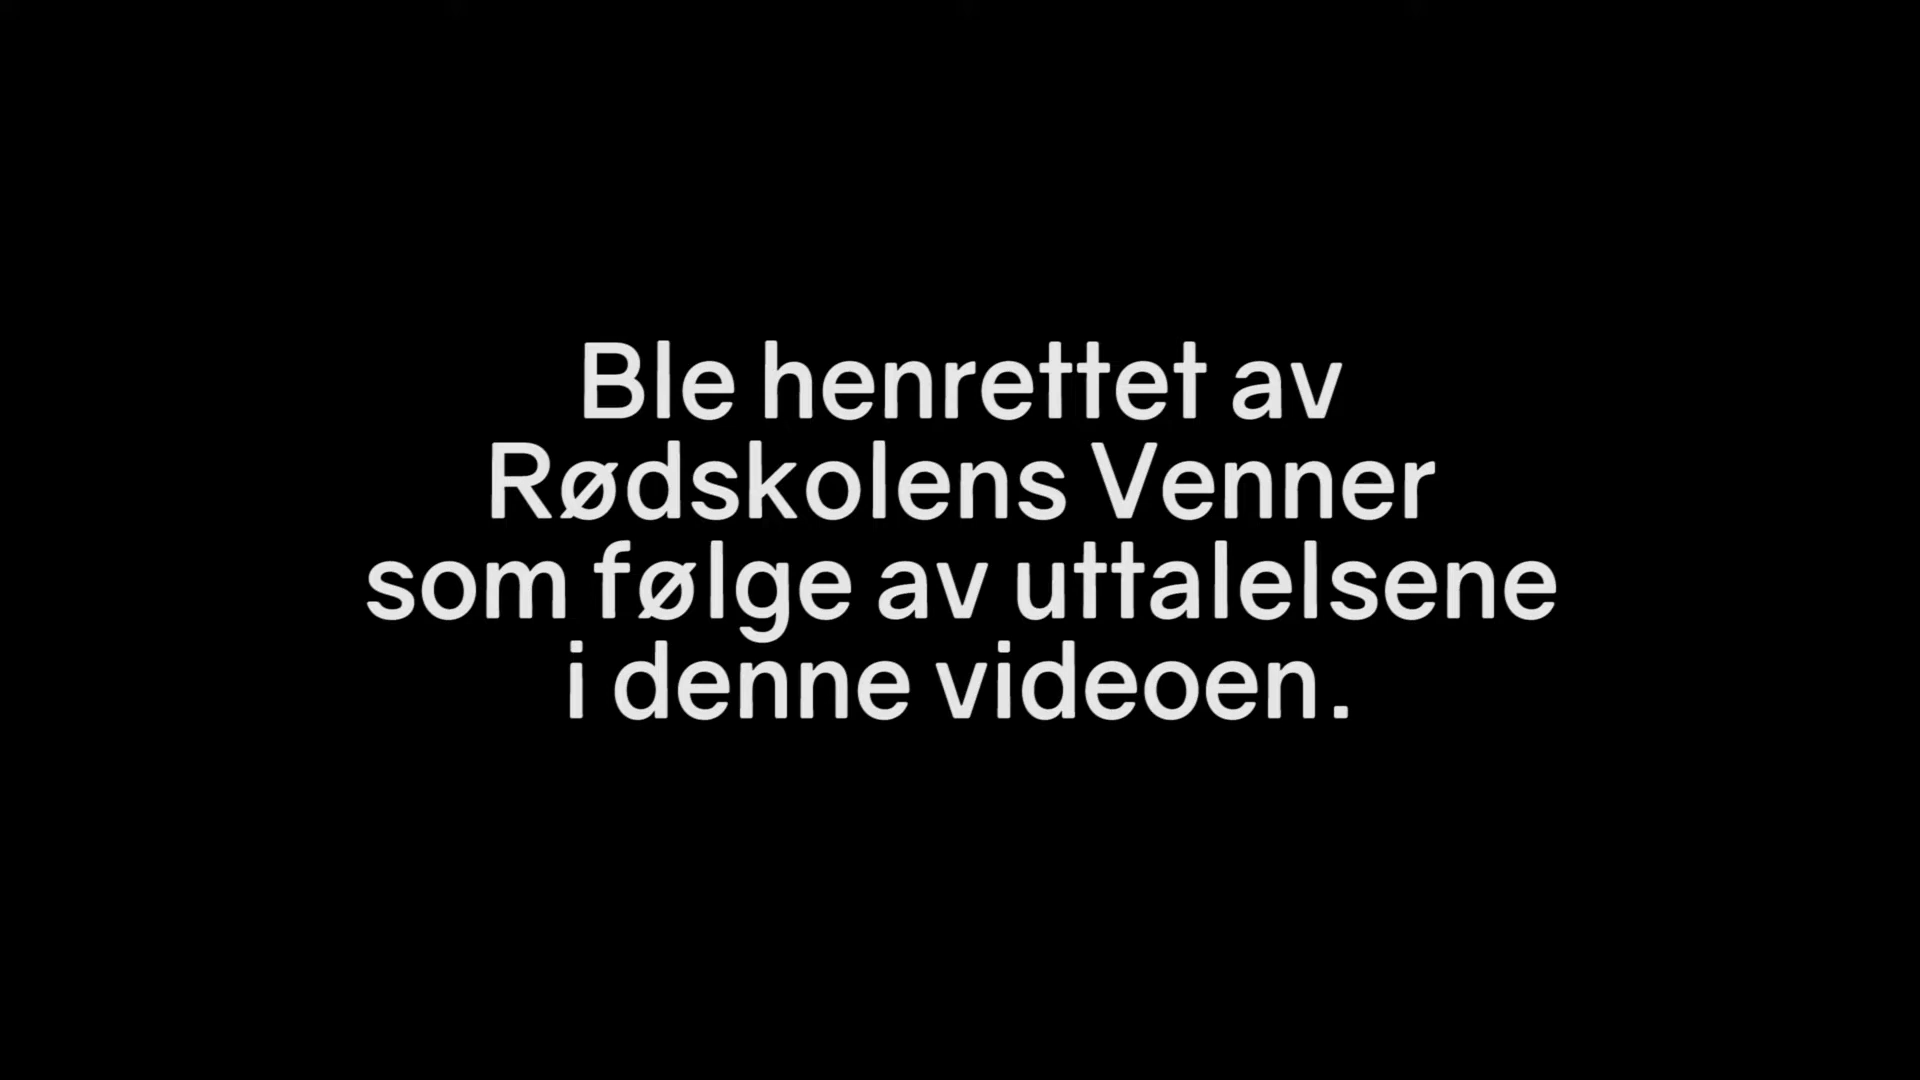 Ble henrettet av
Rødskolens Venner
som følge av uttalelsene
i denne videoen.